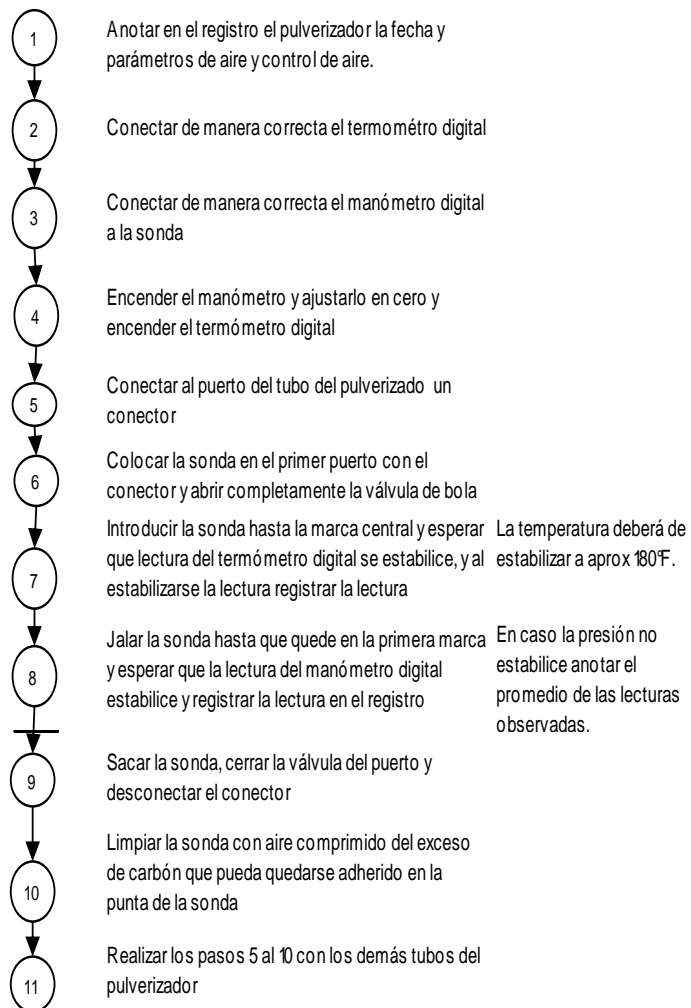 1
Anotar en el registro el pulverizador la fecha y
parámetros de aire y control de aire.
2
Conectar de manera correcta el termométro digital
3
Conectar de manera correcta el manómetro digital
a la sonda
4
Encender el manómetro y ajustarlo en cero y
encender el termómetro digital
5
Conectar al puerto del tubo del pulverizado un
conector
6
Colocar la sonda en el primer puerto con el
conector y abrir completamente la válvula de bola
7
Introducir la sonda hasta la marca central y esperar
que lectura del termómetro digital se estabilice, y al
estabilizarse la lectura registrar la lectura
La temperatura deberá de
estabilizar a aprox 180°F.
8
Jalar la sonda hasta que quede en la primera marca
y esperar que la lectura del manómetro digital
estabilice y registrar la lectura en el registro
En caso la presión no
estabilice anotar el
promedio de las lecturas
observadas.
9
Sacar la sonda, cerrar la válvula del puerto y
desconectar el conector
10
Limpiar la sonda con aire comprimido del exceso
de carbón que pueda quedarse adherido en la
punta de la sonda
11
Realizar los pasos 5 al 10 con los demás tubos del
pulverizador